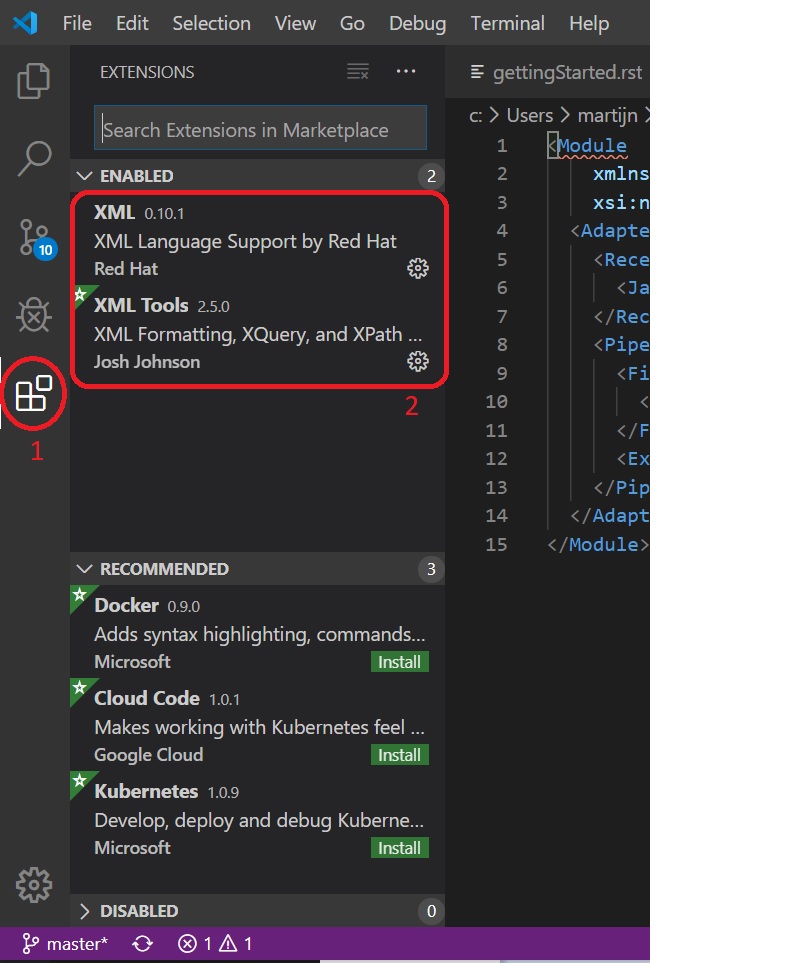 File Edit Selection View Go Debug Terminal Help
EXTENSIONS
Search Extensions in Marketplace
ENABLED 2
XML 0.10.1
XML Language Support by Red Hat
Red Hat
XML Tools 2.5.0
XML Formatting, XQuery, and XPath ...
Josh Johnson
10
1
2
RECOMMENDED 3
Docker 0.9.0
Adds syntax highlighting, commands...
Microsoft Install
Cloud Code 1.0.1
Makes working with Kubernetes feel ...
Google Cloud Install
Kubernetes 1.0.9
Develop, deploy and debug Kuberne...
Microsoft Install
DISABLED 0
gettingStarted.rst
c: > Users > martijn >
1 <Module
2 xmlns
3 xsi:n
4 <Adapte
5 <Rece
6 <Ja
7 </Rec
8 <Pipe
9 <Fi
10 <
11 </F
12 <Ex
13 </Pip
14 </Adapt
15 </Module>
master* 1 1